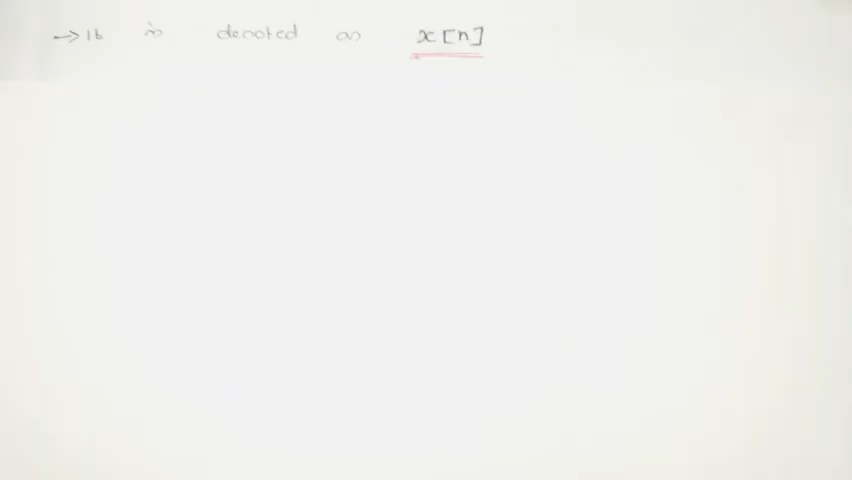 → It is denoted as x[n]